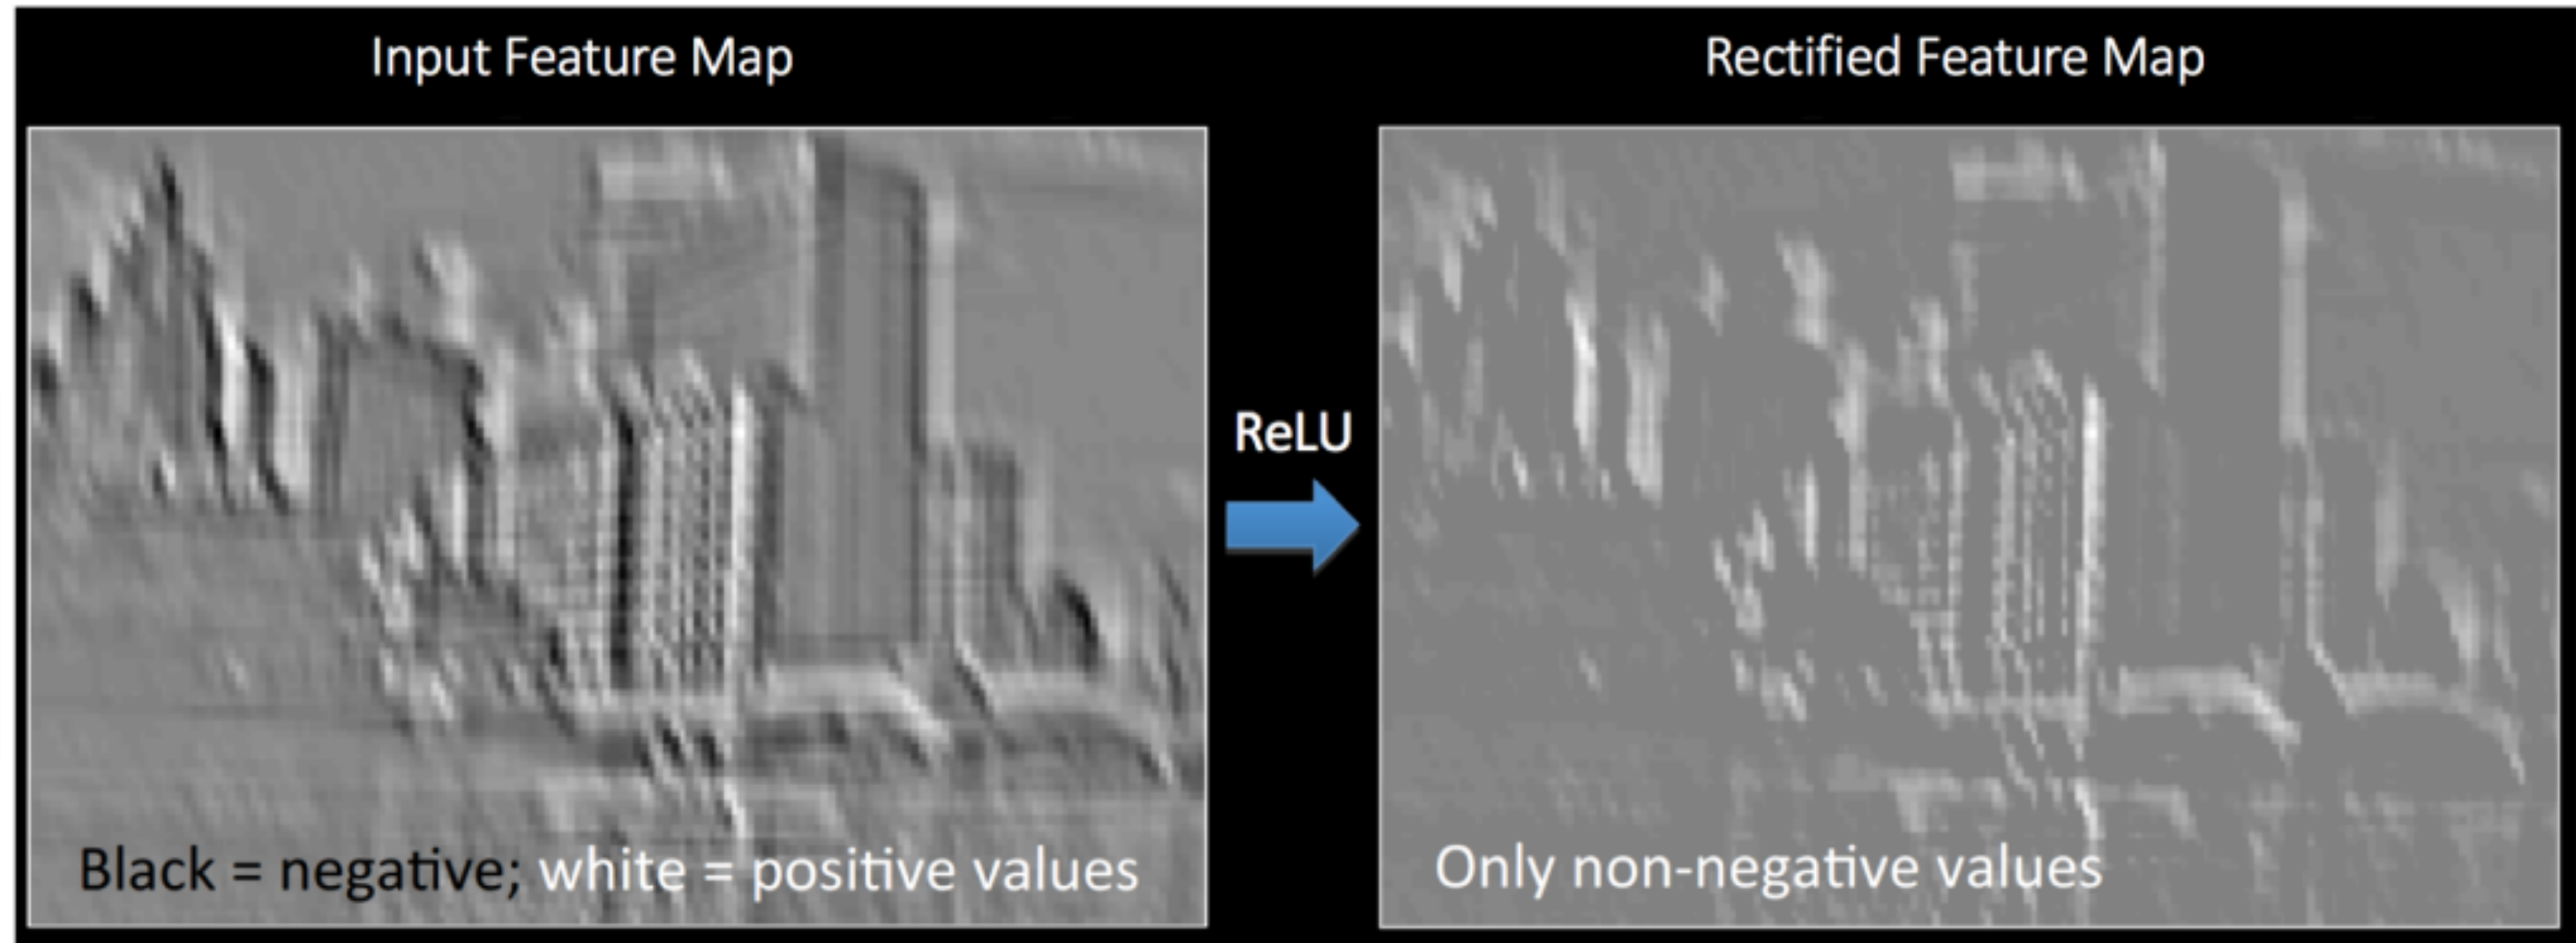 Input Feature Map
Rectified Feature Map
ReLU
Black = negative; white = positive values
Only non-negative values